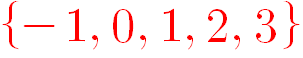 {−1, 0, 1, 2, 3}